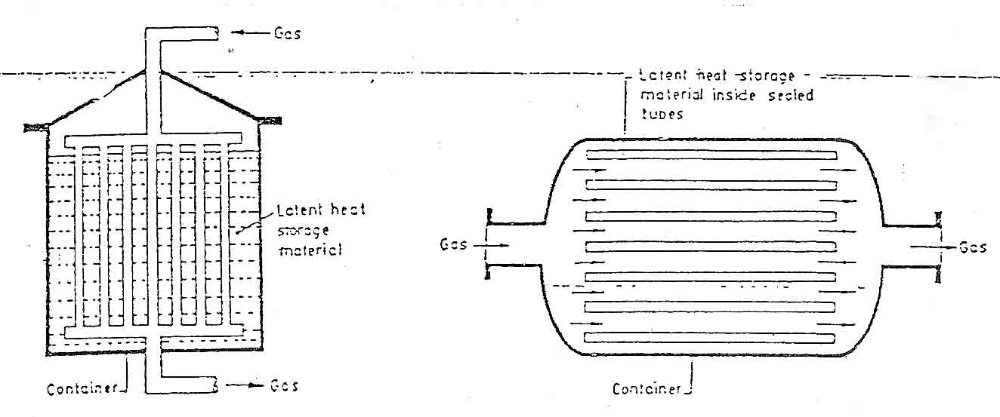 Gas
Latent heat
storage
material
Container
Gas
Latent heat storage
material inside sealed
tubes
Gas
Gas
Container